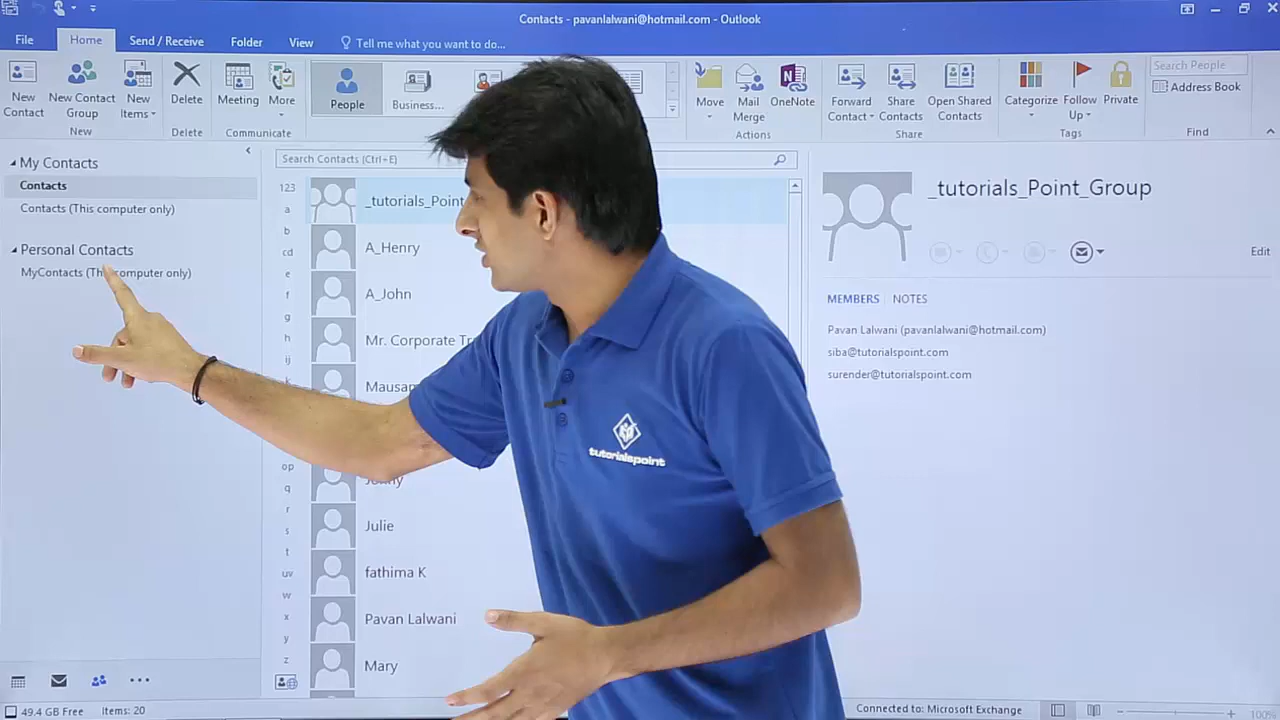 Contacts - pavanlalwani@hotmail.com - Outlook
File
Home
Send / Receive
Folder
View
Tell me what you want to do...
New Contact
New Contact Group
New Items
New
Delete
Delete
Meeting
More
Communicate
People
Business...
Move
Mail Merge
OneNote
Actions
Forward Contact
Share Contacts
Open Shared Contacts
Share
Categorize
Follow Up
Private
Tags
Search People
Address Book
Find
My Contacts
Contacts
Contacts (This computer only)
Personal Contacts
MyContacts (This computer only)
Search Contacts (Ctrl+E)
123
a
b
cd
e
f
g
h
ij
k
op
q
r
s
t
uv
w
x
y
z
_tutorials_Point
A_Henry
A_John
Mr. Corporate
Mausam
Julie
fathima K
Pavan Lalwani
Mary
_tutorials_Point_Group
Edit
MEMBERS
NOTES
Pavan Lalwani (pavanlalwani@hotmail.com)
siba@tutorialspoint.com
surender@tutorialspoint.com
tutorialspoint
49.4 GB Free
Items: 20
Connected to: Microsoft Exchange
100%